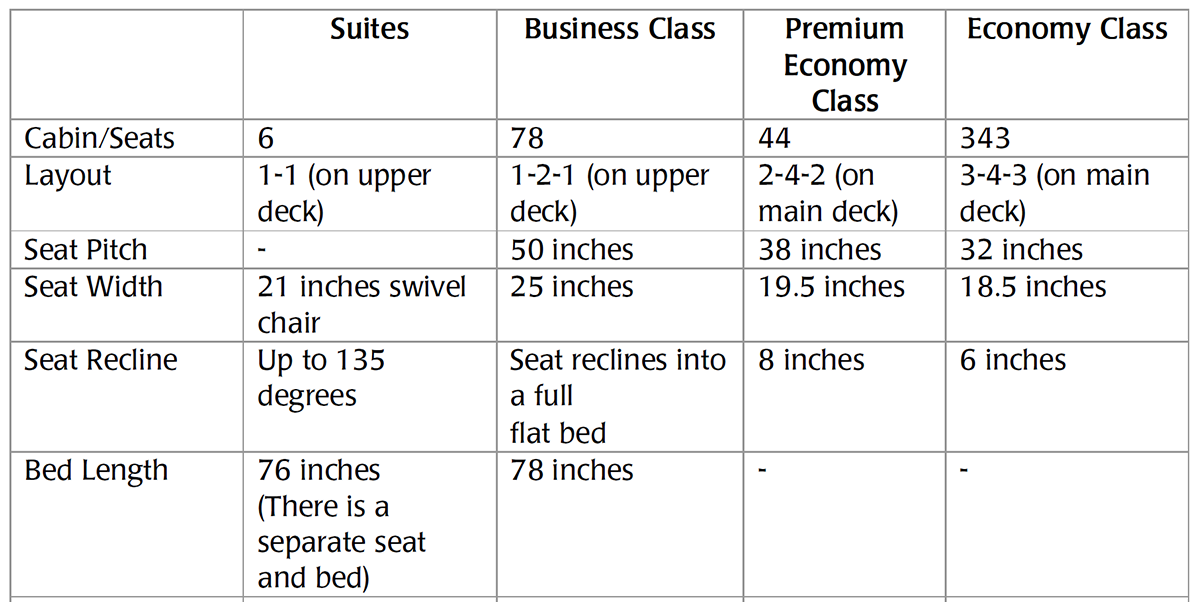 Suites Business Class Premium Economy Class Economy Class
Cabin/Seats 6 78 44 343
Layout 1-1 (on upper deck) 1-2-1 (on upper deck) 2-4-2 (on main deck) 3-4-3 (on main deck)
Seat Pitch - 50 inches 38 inches 32 inches
Seat Width 21 inches swivel chair 25 inches 19.5 inches 18.5 inches
Seat Recline Up to 135 degrees Seat reclines into a full flat bed 8 inches 6 inches
Bed Length 76 inches (There is a separate seat and bed) 78 inches - -